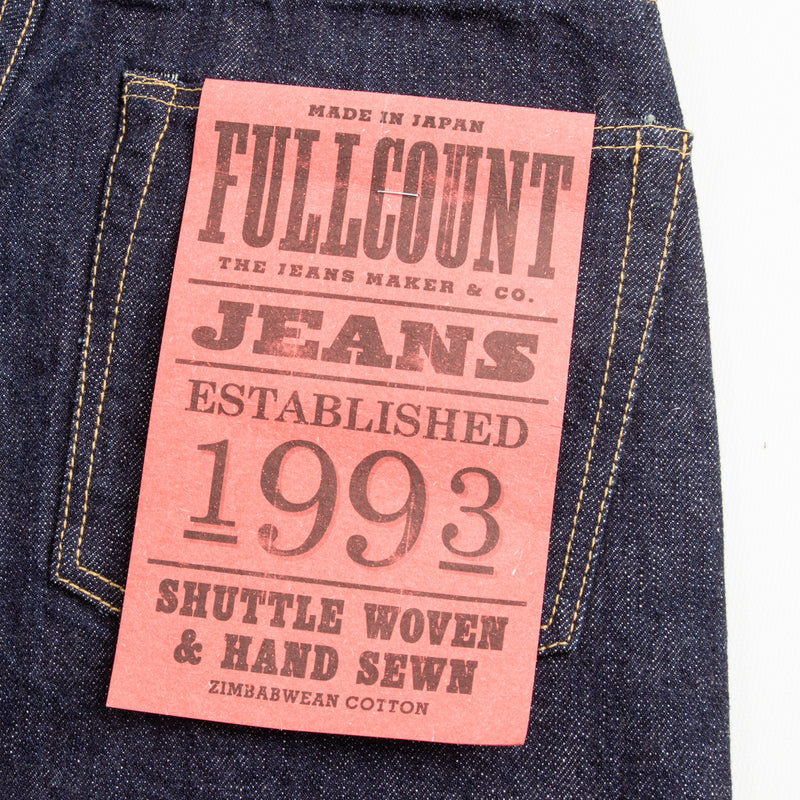 MADE IN JAPAN
FULLCOUNT
THE JEANS MAKER & CO.
JEANS
ESTABLISHED
1993
SHUTTLE WOVEN
& HAND SEWN
ZIMBABWEAN COTTON